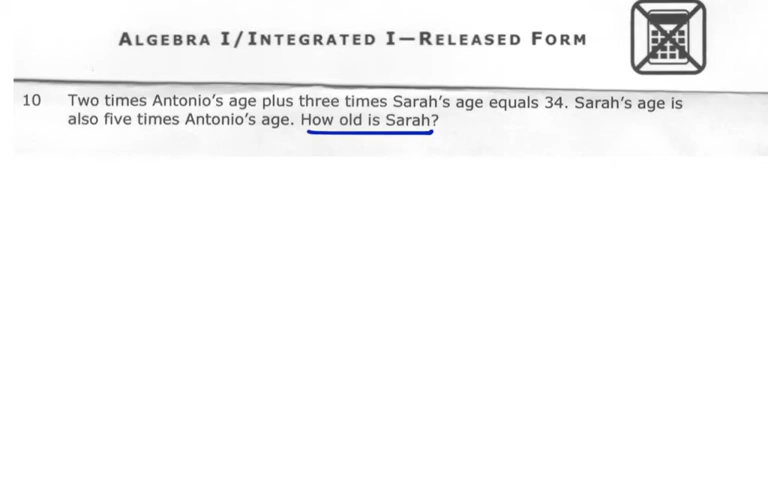 ALGEBRA I/INTEGRATED I—RELEASED FORM
10 Two times Antonio's age plus three times Sarah's age equals 34. Sarah's age is
also five times Antonio's age. How old is Sarah?